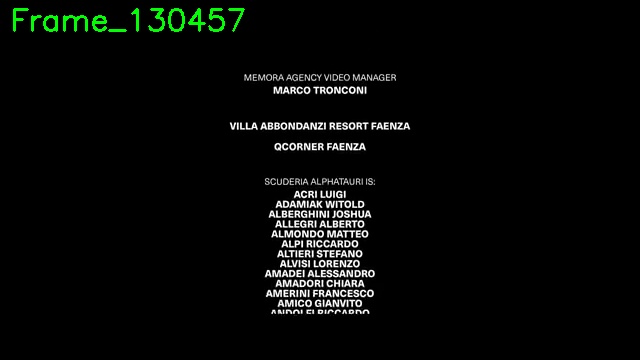 Frame_130457
MEMORA AGENCY VIDEO MANAGER
MARCO TRONCONI
VILLA ABBONDANZI RESORT FAENZA
QCORNER FAENZA
SCUDERIA ALPHATAURI IS:
ACRI LUIGI
ADAMIAK WITOLD
ALBERGHINI JOSHUA
ALLEGRI ALBERTO
ALMONDO MATTEO
ALPI RICCARDO
ALTIERI STEFANO
ALVISI LORENZO
AMADEI ALESSANDRO
AMADORI CHIARA
AMERINI FRANCESCO
AMICO GIANVITO
ANDOLFI RICCARDO